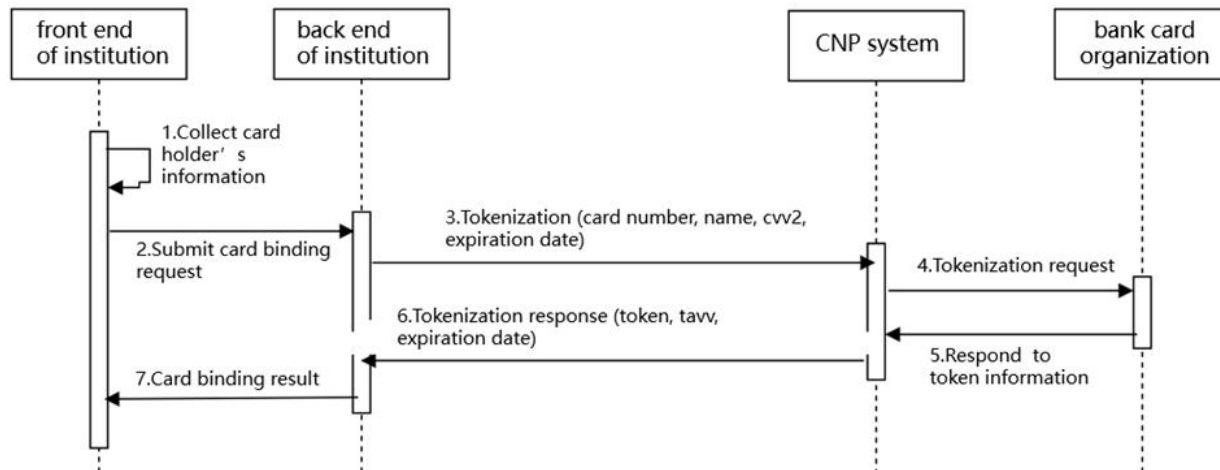 front end
of institution
back end
of institution
CNP system
bank card
organization
1.Collect card
holder' s
information
2.Submit card binding
request
3.Tokenization (card number, name, cvv2,
expiration date)
4.Tokenization request
5.Respond to
token information
6.Tokenization response (token, tavv,
expiration date)
7.Card binding result